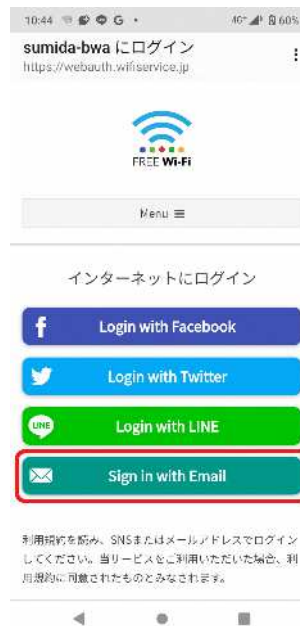 10:44 G • 4G+ 60%
sumida-bwa にログイン
https://webauth.wifiservice.jp
FREE Wi-Fi
Menu
インターネットにログイン
f Login with Facebook
Login with Twitter
LINE Login with LINE
Sign in with Email
利用規約を読み、SNSまたはメールアドレスでログイン
してください。当サービスをご利用いただいた場合、利
用規約に同意されたものとみなされます。